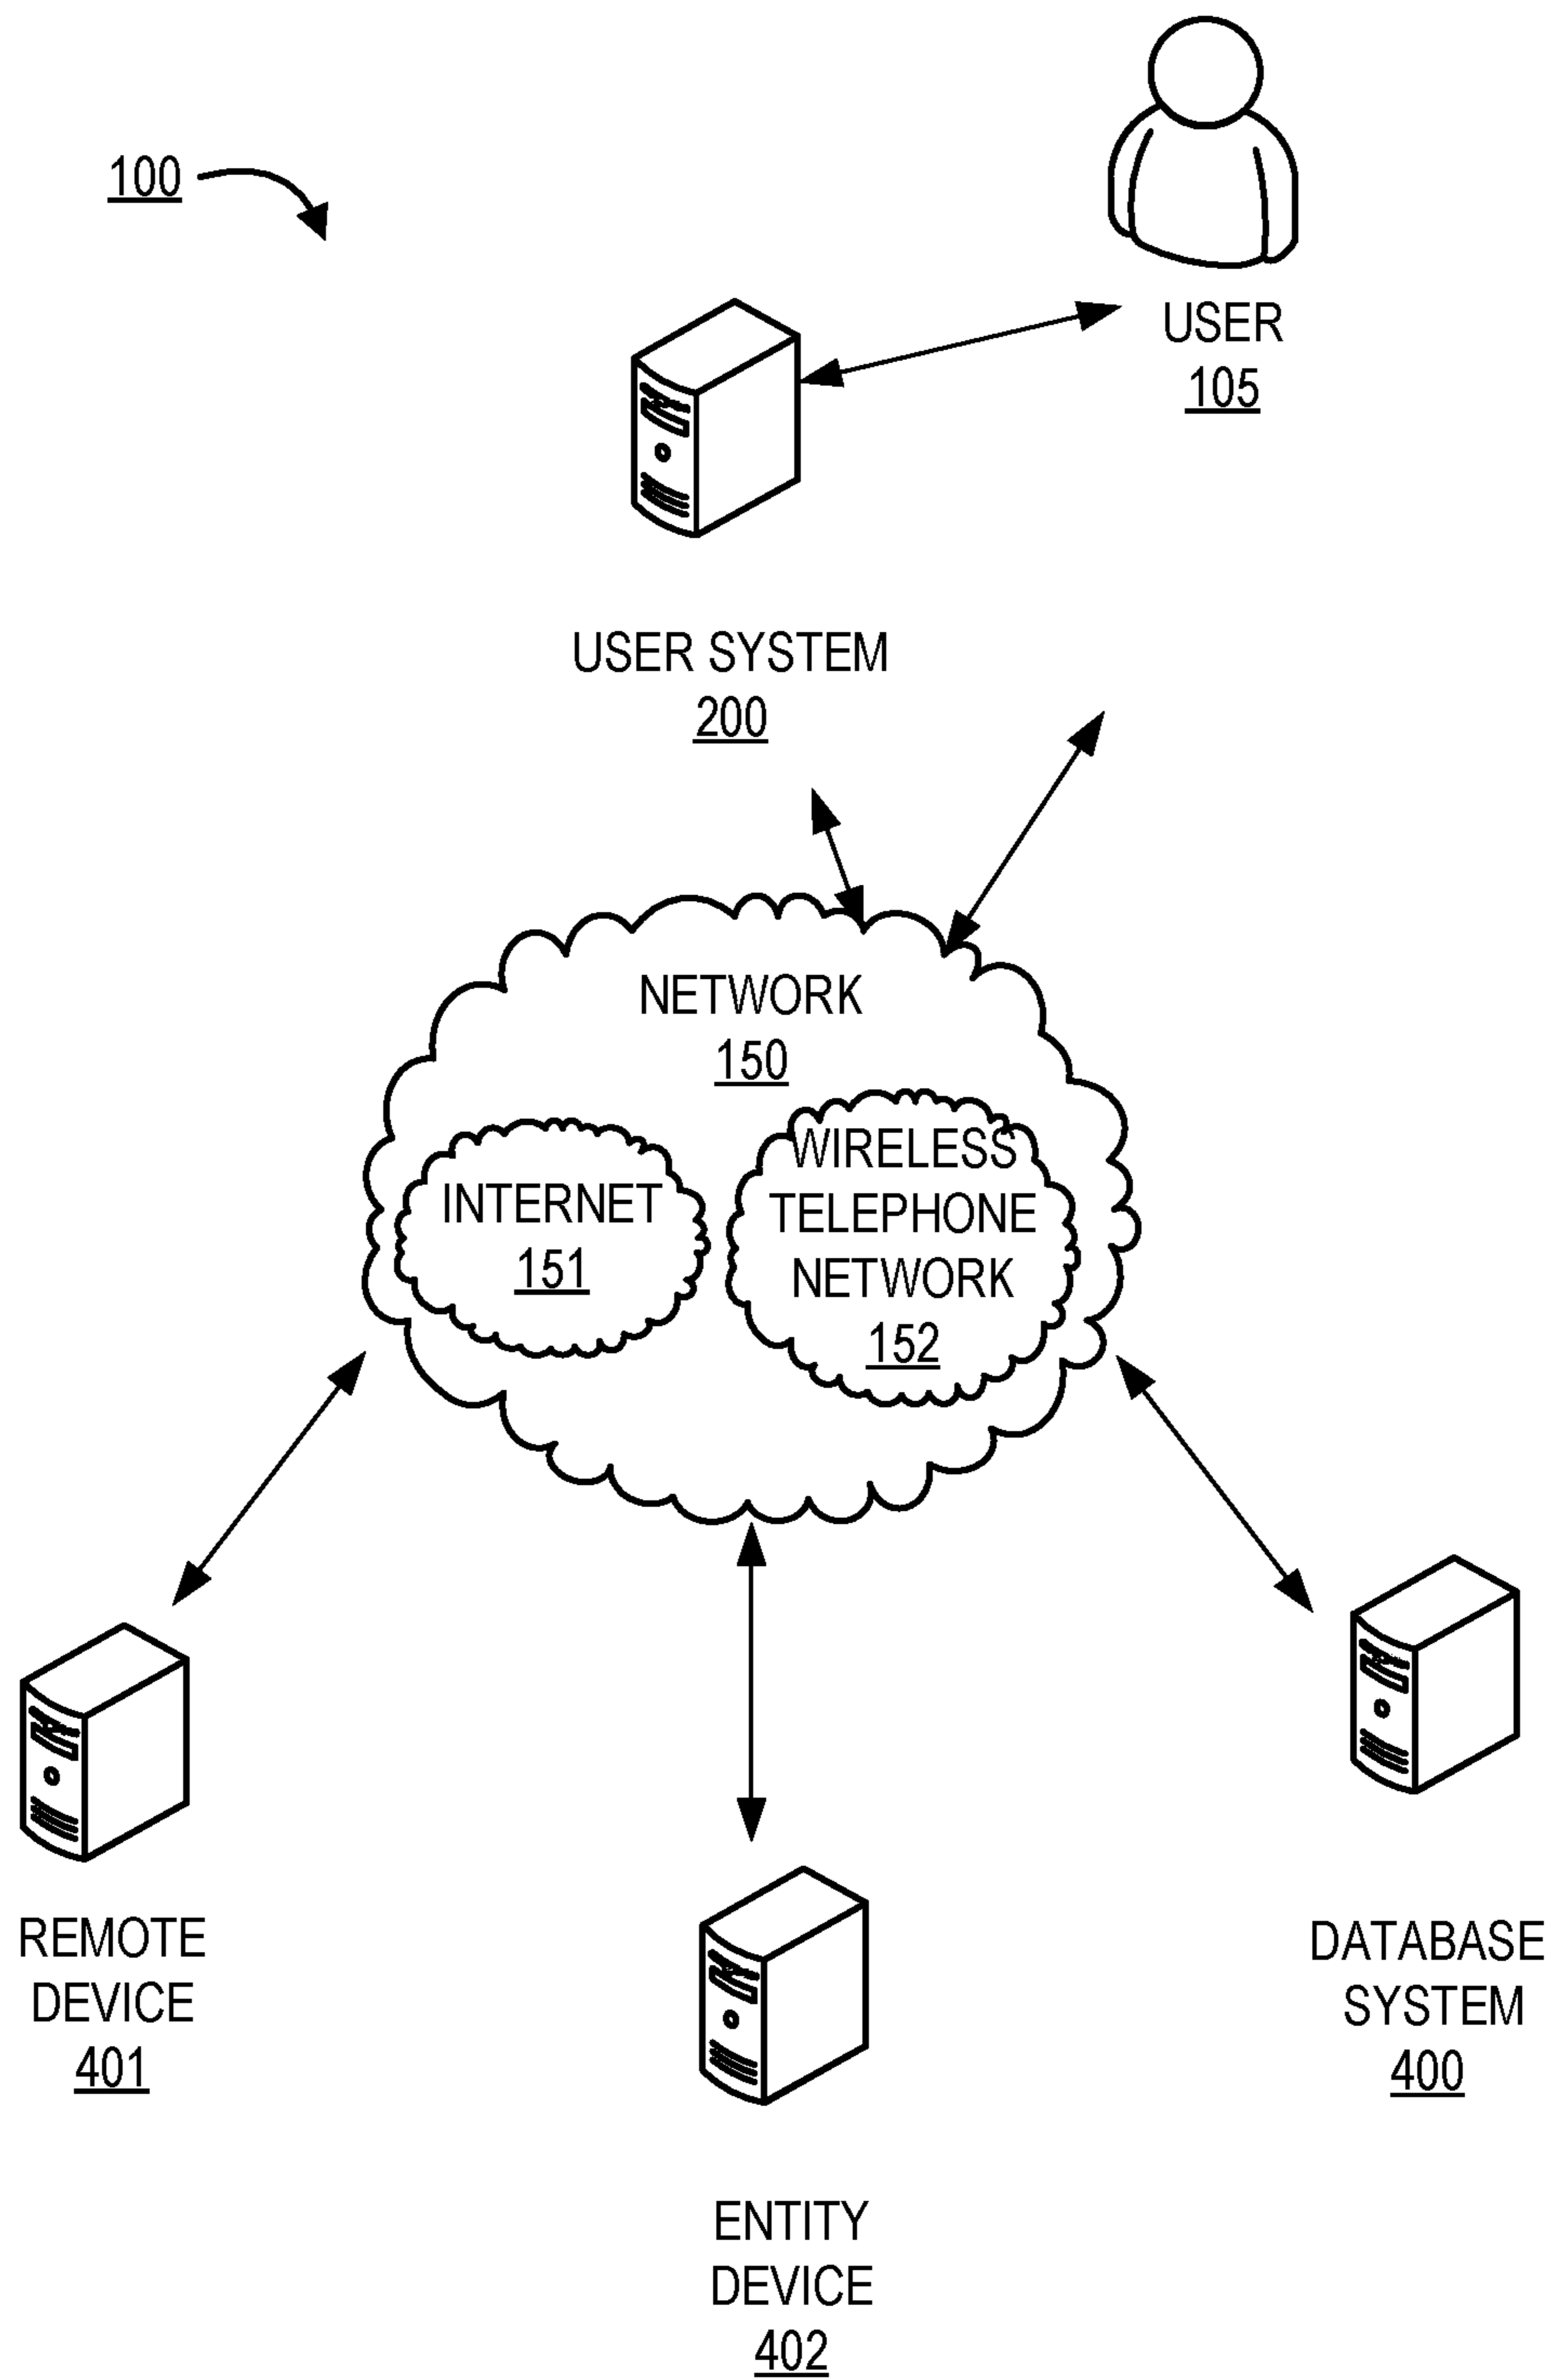 100
USER
105
USER SYSTEM
200
NETWORK
150
INTERNET
151
WIRELESS
TELEPHONE
NETWORK
152
REMOTE
DEVICE
401
ENTITY
DEVICE
402
DATABASE
SYSTEM
400